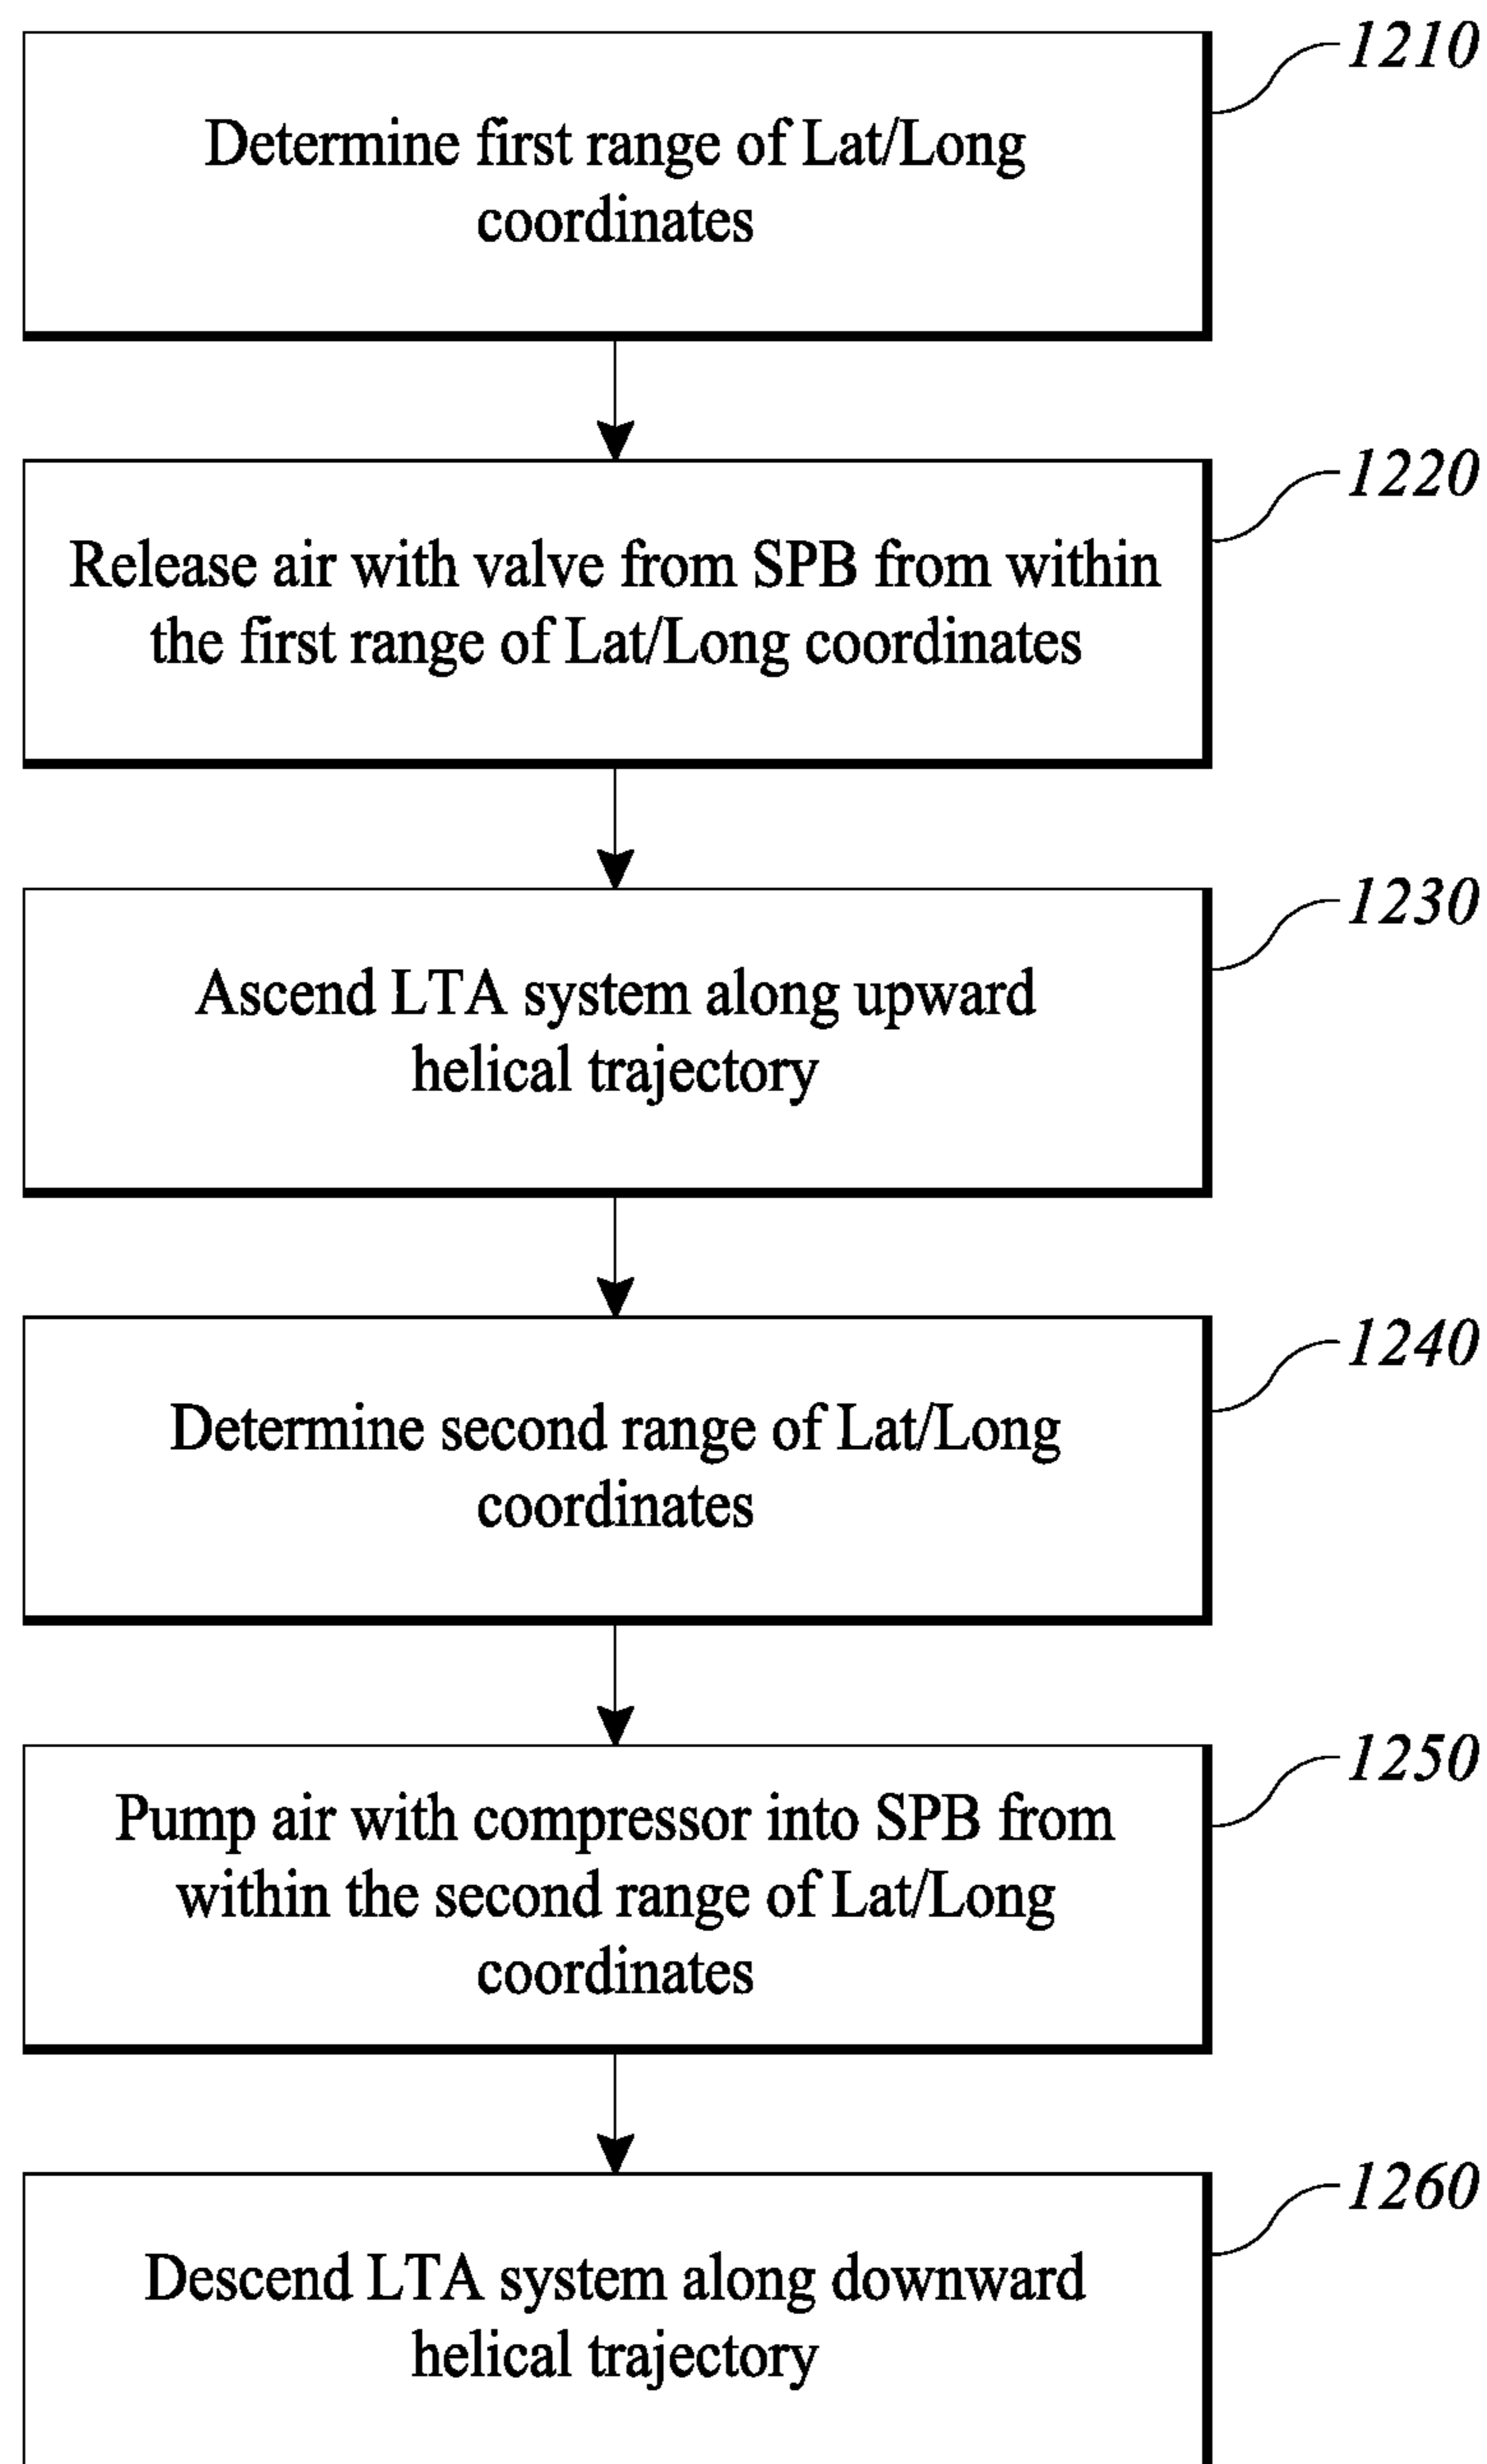 1210
Determine first range of Lat/Long
coordinates
1220
Release air with valve from SPB from within
the first range of Lat/Long coordinates
1230
Ascend LTA system along upward
helical trajectory
1240
Determine second range of Lat/Long
coordinates
1250
Pump air with compressor into SPB from
within the second range of Lat/Long
coordinates
1260
Descend LTA system along downward
helical trajectory